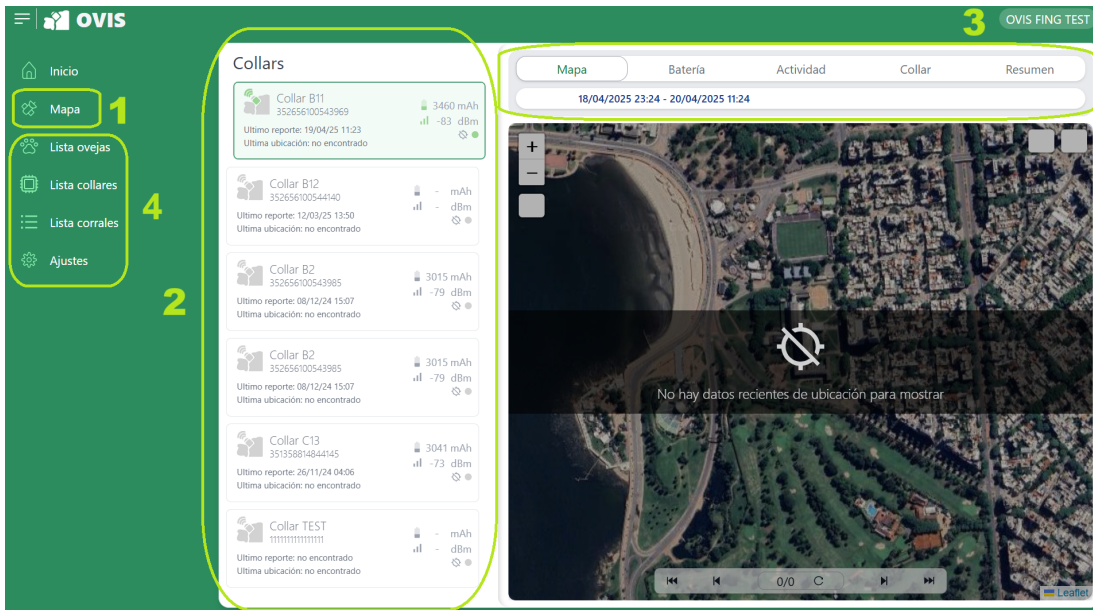 OVIS
3
OVIS FING TEST
Inicio
Mapa
1
Lista ovejas
Lista collares
4
Lista corrales
Ajustes
2
Collars
Collar B11
352656100543969
3460 mAh
-83 dBm
Ultimo reporte: 19/04/25 11:23
Ultima ubicación: no encontrado
Collar B12
352656100544140
- mAh
- dBm
Ultimo reporte: 12/03/25 13:50
Ultima ubicación: no encontrado
Collar B2
352656100543985
3015 mAh
-79 dBm
Ultimo reporte: 08/12/24 15:07
Ultima ubicación: no encontrado
Collar B2
352656100543985
3015 mAh
-79 dBm
Ultimo reporte: 08/12/24 15:07
Ultima ubicación: no encontrado
Collar C13
351358814844145
3041 mAh
-73 dBm
Ultimo reporte: 26/11/24 04:06
Ultima ubicación: no encontrado
Collar TEST
111111111111111
- mAh
- dBm
Ultimo reporte: no encontrado
Ultima ubicación: no encontrado
Mapa Batería Actividad Collar Resumen
18/04/2025 23:24 - 20/04/2025 11:24
+
−
No hay datos recientes de ubicación para mostrar
0/0
Leaflet